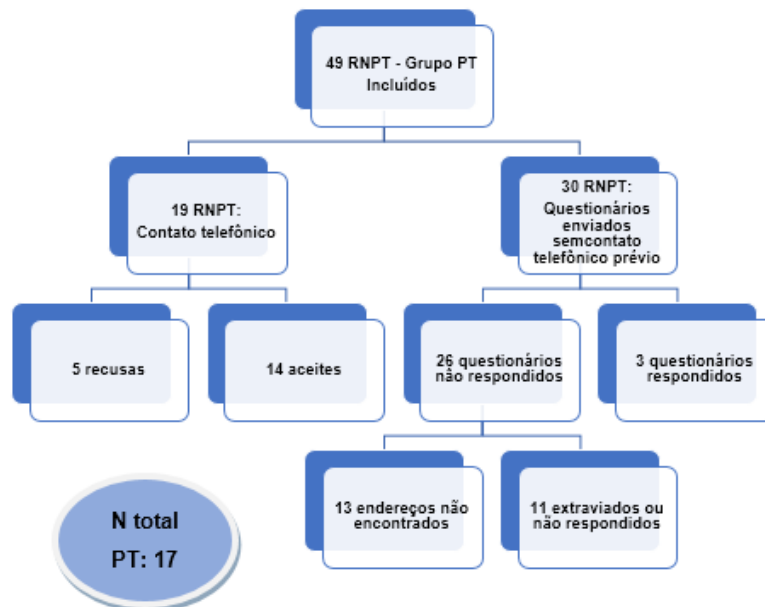 49 RNPT - Grupo PT
Incluídos
19 RNPT:
Contato telefônico
30 RNPT:
Questionários
enviados
semcontato
telefônico prévio
5 recusas
14 aceites
26 questionários
não respondidos
3 questionários
respondidos
13 endereços não
encontrados
11 extraviados ou
não respondidos
N total
PT: 17